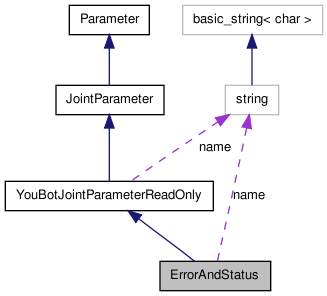 Parameter
basic_string< char >
JointParameter
string
name
YouBotJointParameterReadOnly
name
ErrorAndStatus